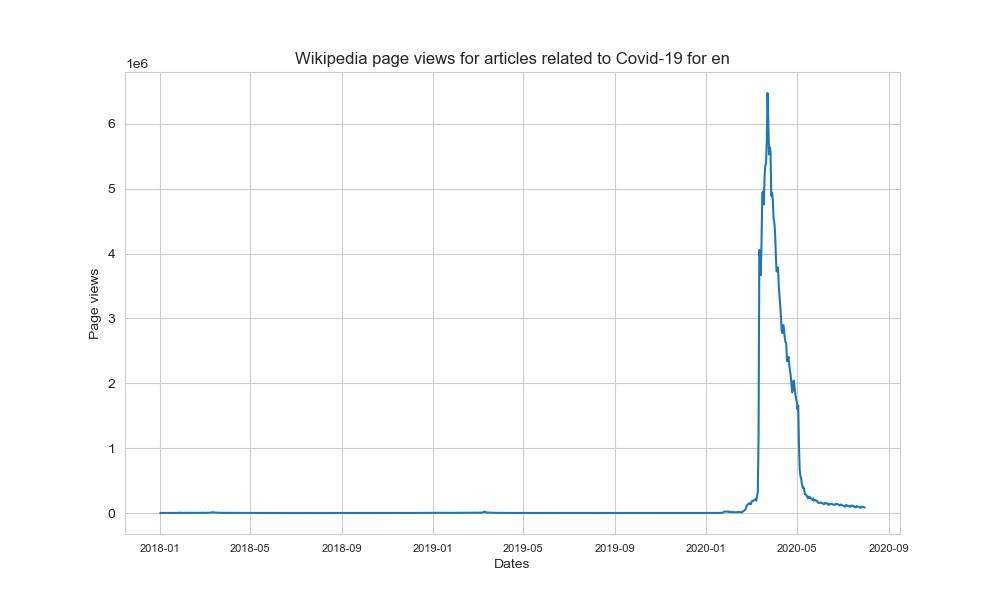 Wikipedia page views for articles related to Covid-19 for en
1e6
6
5
4
3
2
1
0
Page views
2018-01 2018-05 2018-09 2019-01 2019-05 2019-09 2020-01 2020-05 2020-09
Dates